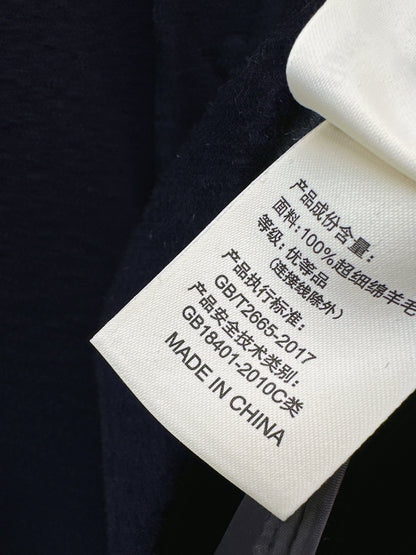 产品成份含量：
面料：100%超细绵羊毛
等级：优等品
（连接线除外）
产品执行标准：
GB/T2665-2017
产品安全技术类别：
GB18401-2010C类
MADE IN CHINA